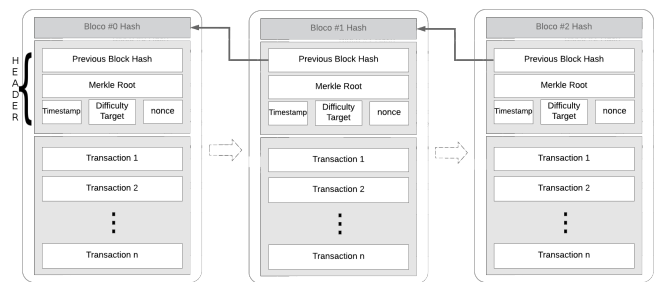 Bloco #0 Hash
HEADER
Previous Block Hash
Merkle Root
Timestamp
Difficulty
Target
nonce
Transaction 1
Transaction 2
Transaction n
Bloco #1 Hash
Previous Block Hash
Merkle Root
Timestamp
Difficulty
Target
nonce
Transaction 1
Transaction 2
Transaction n
Bloco #2 Hash
Previous Block Hash
Merkle Root
Timestamp
Difficulty
Target
nonce
Transaction 1
Transaction 2
Transaction n